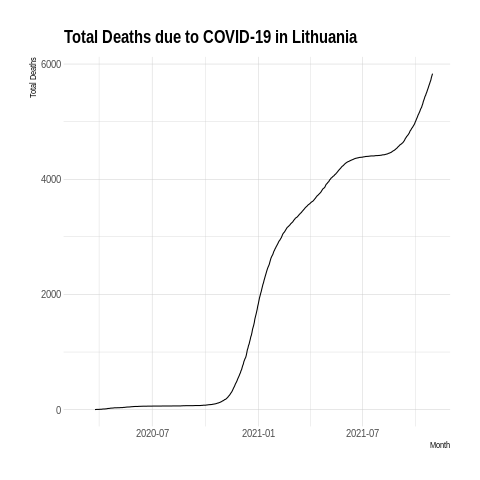 Total Deaths due to COVID-19 in Lithuania
Total Deaths
6000
4000
2000
0
2020-07 2021-01 2021-07
Month